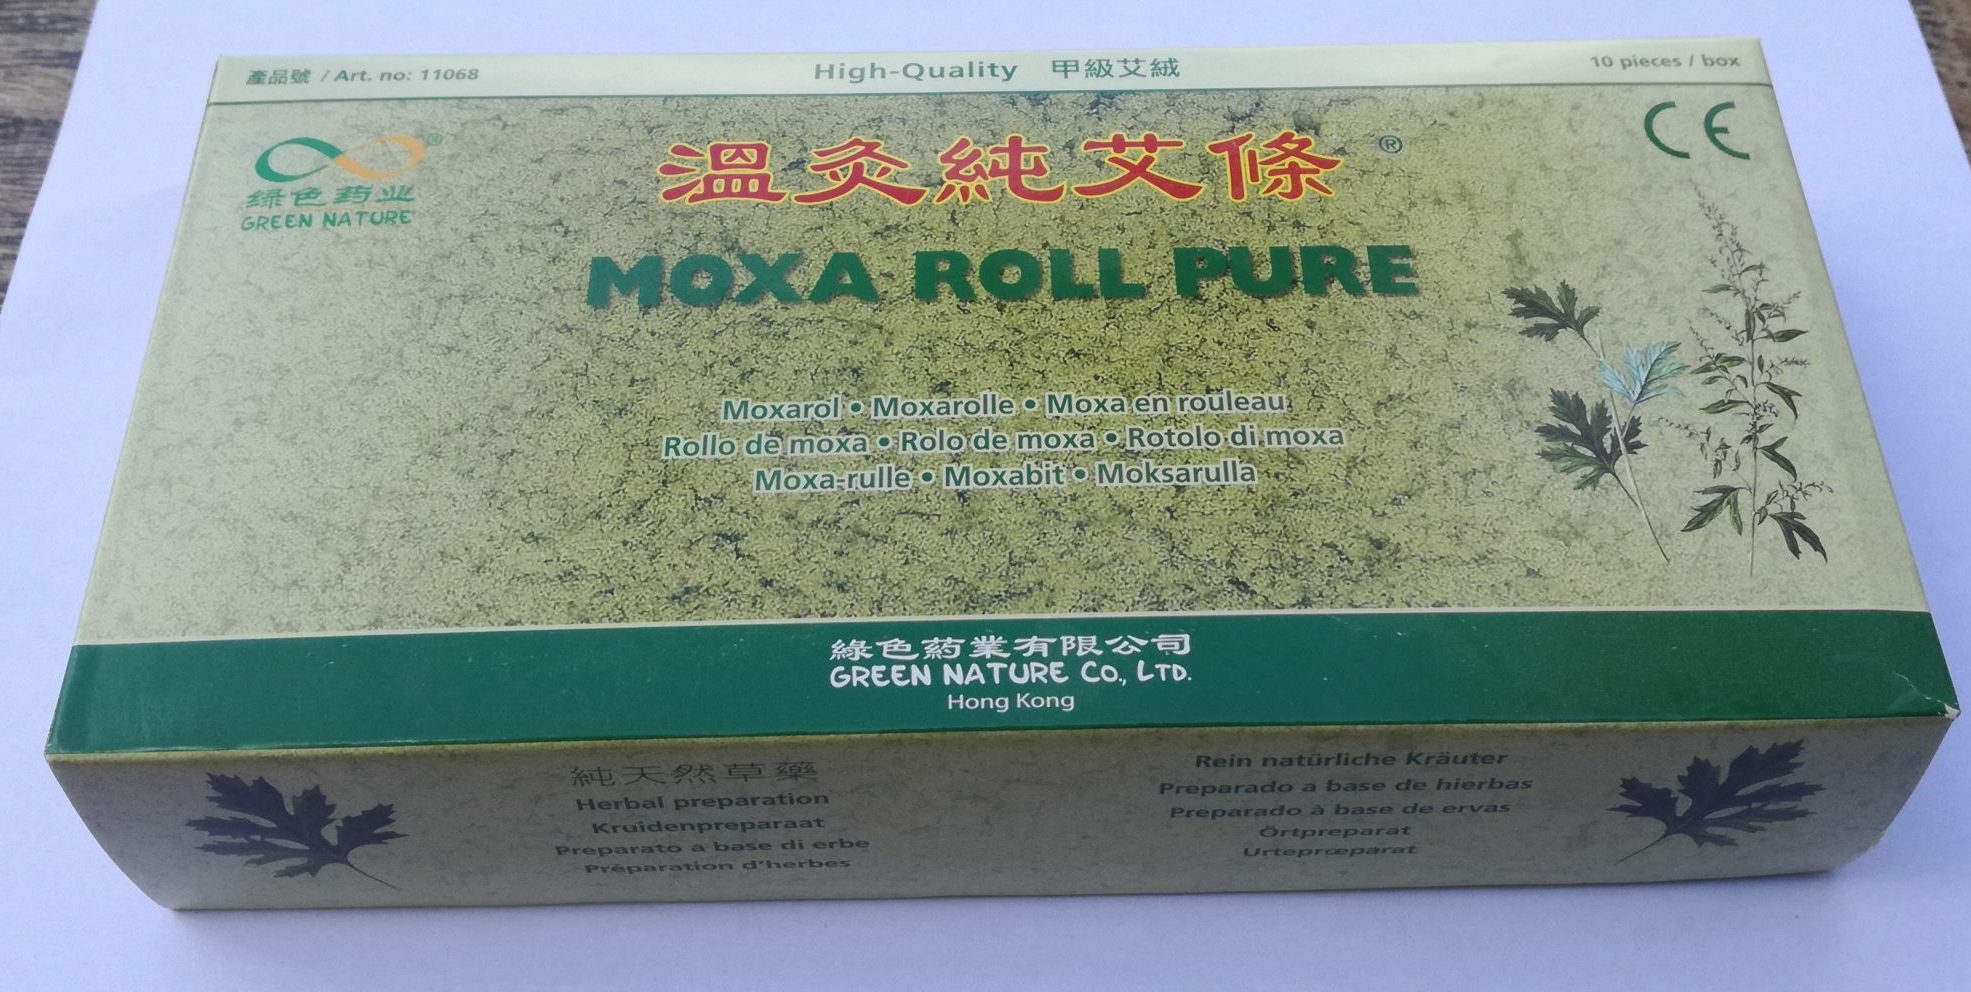 產品號 / Art. no: 11068
High-Quality 甲級艾絨
10 pieces / box
CE
绿色药业®
GREEN NATURE
溫灸純艾條®
MOXA ROLL PURE
Moxarol • Moxarolle • Moxa en rouleau
Rollo de moxa • Rolo de moxa • Rotolo di moxa
Moxa-rulle • Moxabit • Moksarulla
綠色葯業有限公司
GREEN NATURE CO., LTD.
Hong Kong
純天然草藥
Herbal preparation
Kruidenpreparaat
Preparato a base di erbe
Préparation d'herbes
Rein natürliche Kräuter
Preparado a base de hierbas
Preparado à base de ervas
Örtpreparat
Urtepræparat